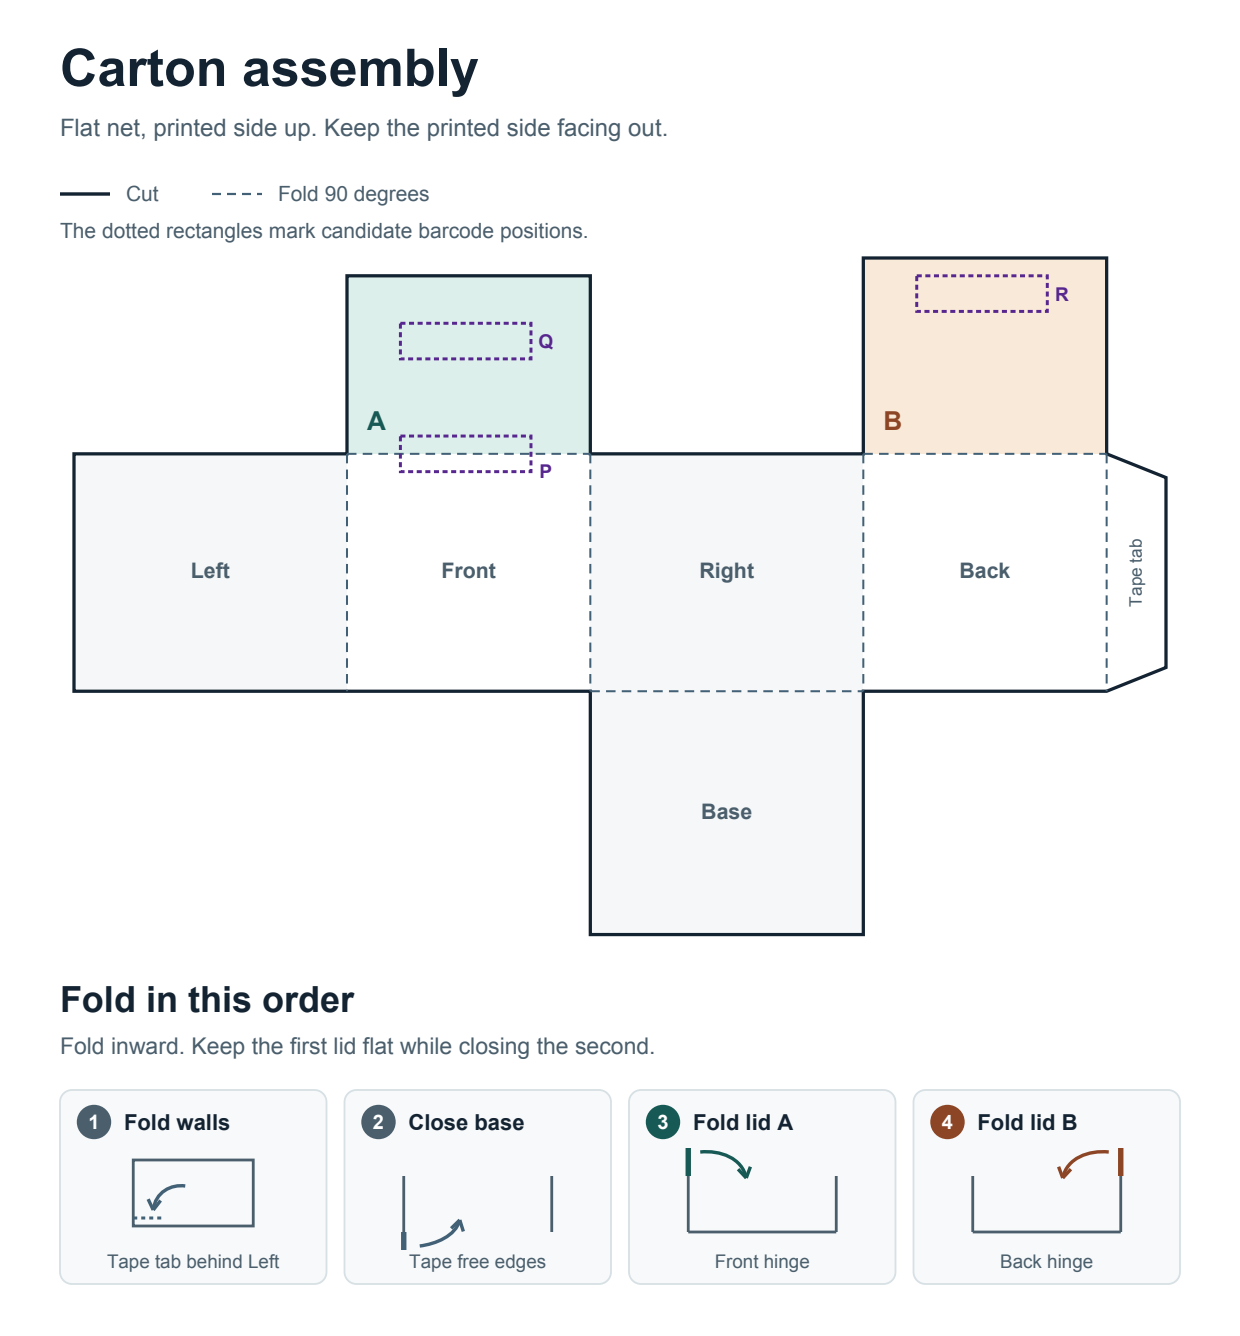 Carton assembly
Flat net, printed side up. Keep the printed side facing out.
Cut
Fold 90 degrees
The dotted rectangles mark candidate barcode positions.
R
Q
A
B
P
Left
Front
Right
Back
Tape tab
Base
Fold in this order
Fold inward. Keep the first lid flat while closing the second.
1 Fold walls
Tape tab behind Left
2 Close base
Tape free edges
3 Fold lid A
Front hinge
4 Fold lid B
Back hinge